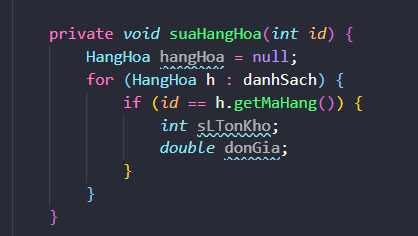 private void suaHangHoa(int id) {
HangHoa hangHoa = null;
for (HangHoa h : danhSach) {
if (id == h.getMaHang()) {
int sLTonKho;
double donGia;
}
}
}